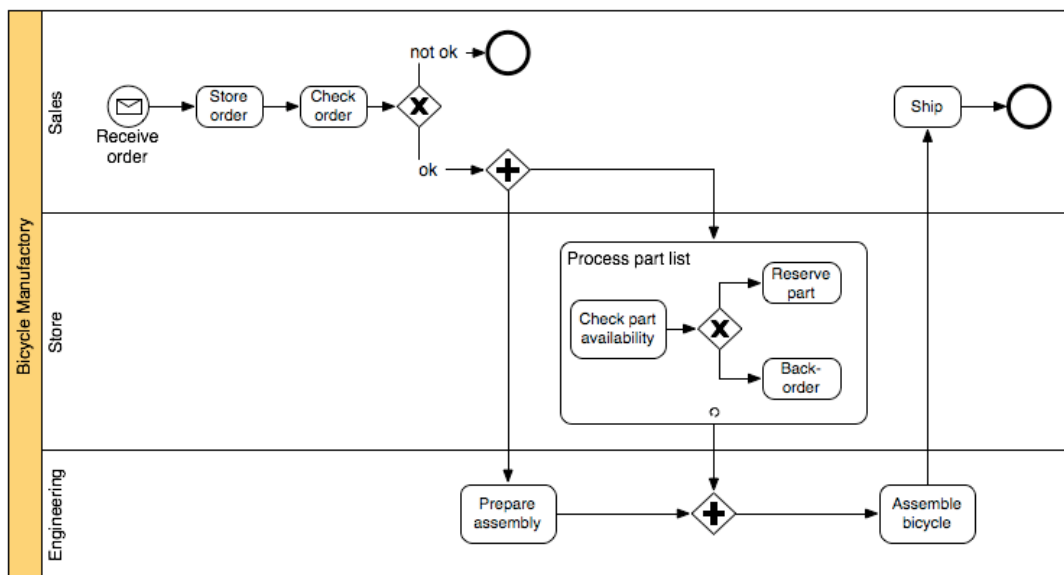 Bicycle Manufactory
Sales
Receive
order
Store
order
Check
order
not ok
ok
Ship
Store
Process part list
Check part
availability
Reserve
part
Back-
order
Engineering
Prepare
assembly
Assemble
bicycle